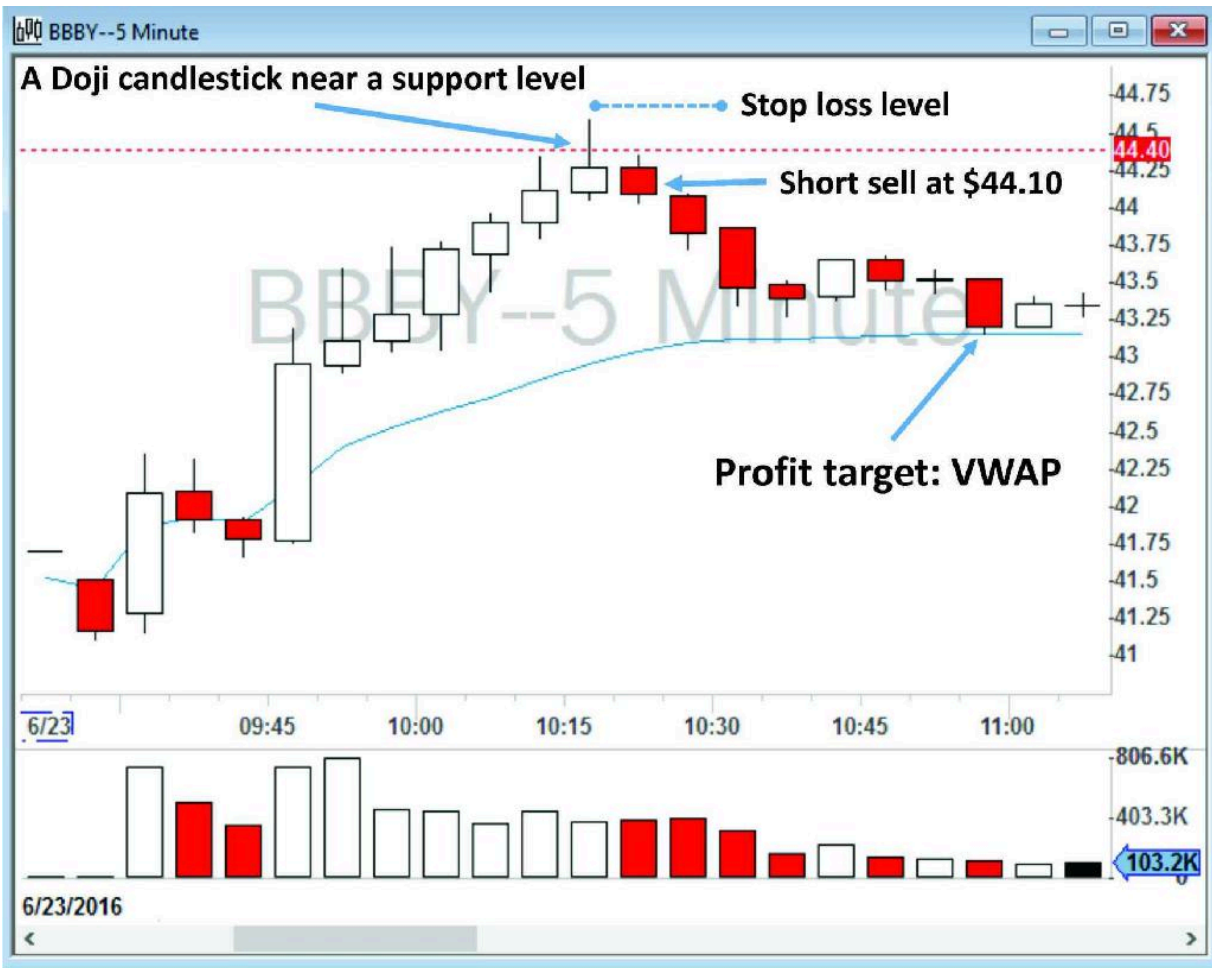 BBBY--5 Minute
A Doji candlestick near a support level
Stop loss level
Short sell at $44.10
BBBY--5 Minute
Profit target: VWAP
44.75
44.5
44.40
44.25
44
43.75
43.5
43.25
43
42.75
42.5
42.25
42
41.75
41.5
41.25
41
6/23
09:45
10:00
10:15
10:30
10:45
11:00
806.6K
403.3K
103.2K
0
6/23/2016